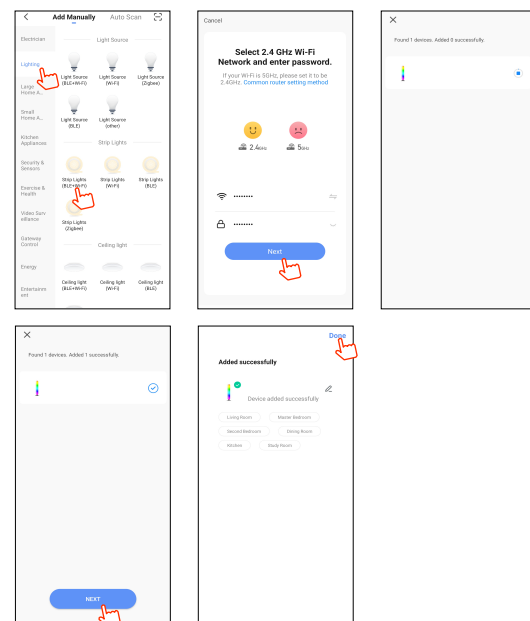 Add Manually Auto Scan
Electrician
Lighting
Large
Home A...
Small
Home A...
Kitchen
Appliances
Security &
Sensors
Exercise &
Health
Video Surv
eillance
Gateway
Control
Energy
Entertainm
ent
Light Source
Light Source
(BLE+Wi-Fi)
Light Source
(Wi-Fi)
Light Source
(Zigbee)
Light Source
(BLE)
Light Source
(other)
Strip Lights
Strip Lights
(BLE+Wi-Fi)
Strip Lights
(Wi-Fi)
Strip Lights
(BLE)
Strip Lights
(Zigbee)
Ceiling light
Ceiling light
(BLE+Wi-Fi)
Ceiling light
(Wi-Fi)
Ceiling light
(BLE)
Cancel
Select 2.4 GHz Wi-Fi
Network and enter password.
If your Wi-Fi is 5GHz, please set it to be
2.4GHz. Common router setting method
2.4GHz 5GHz
Next
Found 1 devices. Added 0 successfully.
Found 1 devices. Added 1 successfully.
NEXT
Done
Added successfully
Device added successfully
Living Room Master Bedroom
Second Bedroom Dining Room
Kitchen Study Room